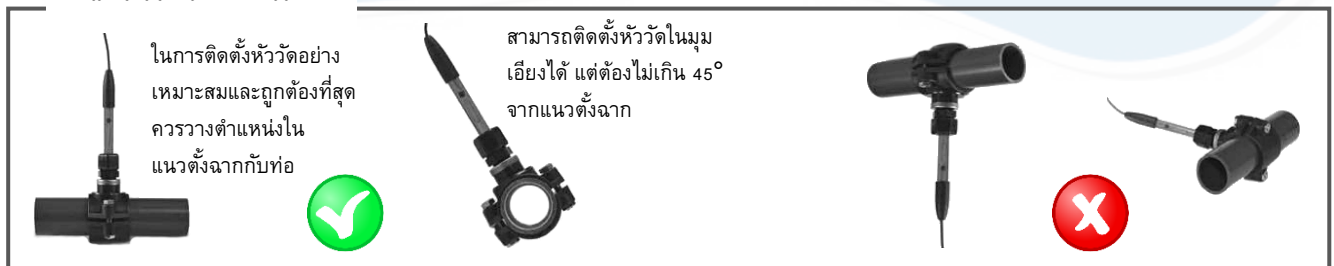 ในการติดตั้งหัววัดอย่าง
เหมาะสมและถูกต้องที่สุด
ควรวางตำแหน่งใน
แนวตั้งฉากกับท่อ
สามารถติดตั้งหัววัดในมุม
เอียงได้ แต่ต้องไม่เกิน 45°
จากแนวตั้งฉาก